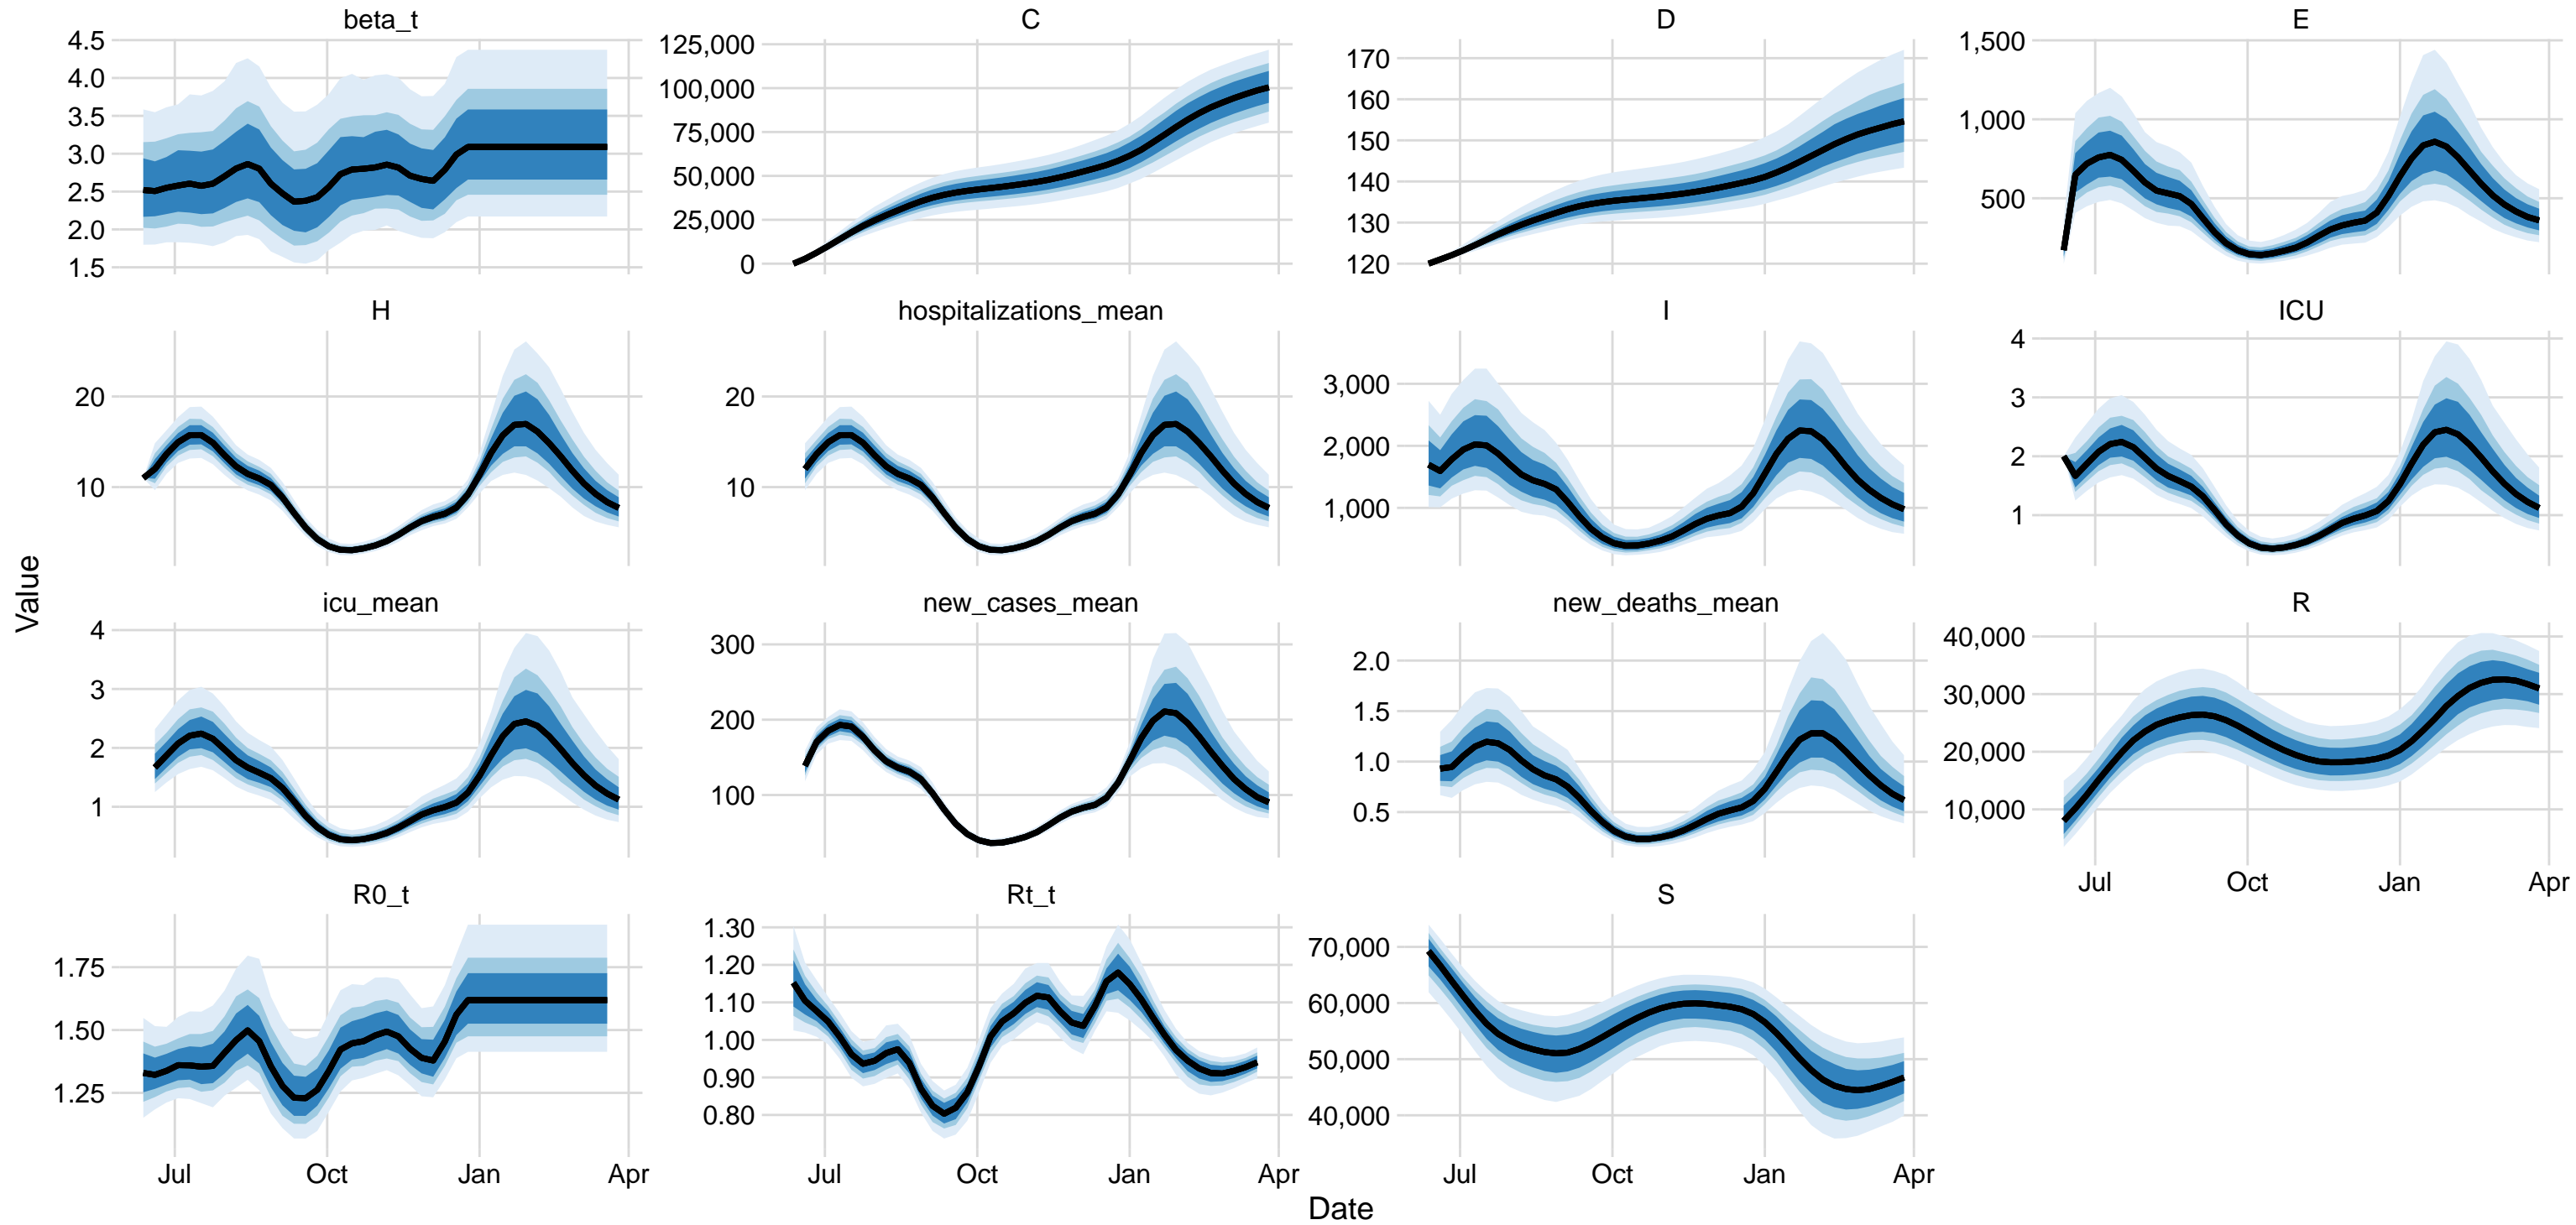 beta_t
4.5
4.0
3.5
3.0
2.5
2.0
1.5
C
125,000
100,000
75,000
50,000
25,000
0
D
170
160
150
140
130
120
E
1,500
1,000
500
H
20
10
hospitalizations_mean
20
10
I
3,000
2,000
1,000
ICU
4
3
2
1
Value
icu_mean
4
3
2
1
new_cases_mean
300
200
100
new_deaths_mean
2.0
1.5
1.0
0.5
R
40,000
30,000
20,000
10,000
Jul Oct Jan Apr
R0_t
1.75
1.50
1.25
Jul Oct Jan Apr
Rt_t
1.30
1.20
1.10
1.00
0.90
0.80
Jul Oct Jan Apr
S
70,000
60,000
50,000
40,000
Jul Oct Jan Apr
Date